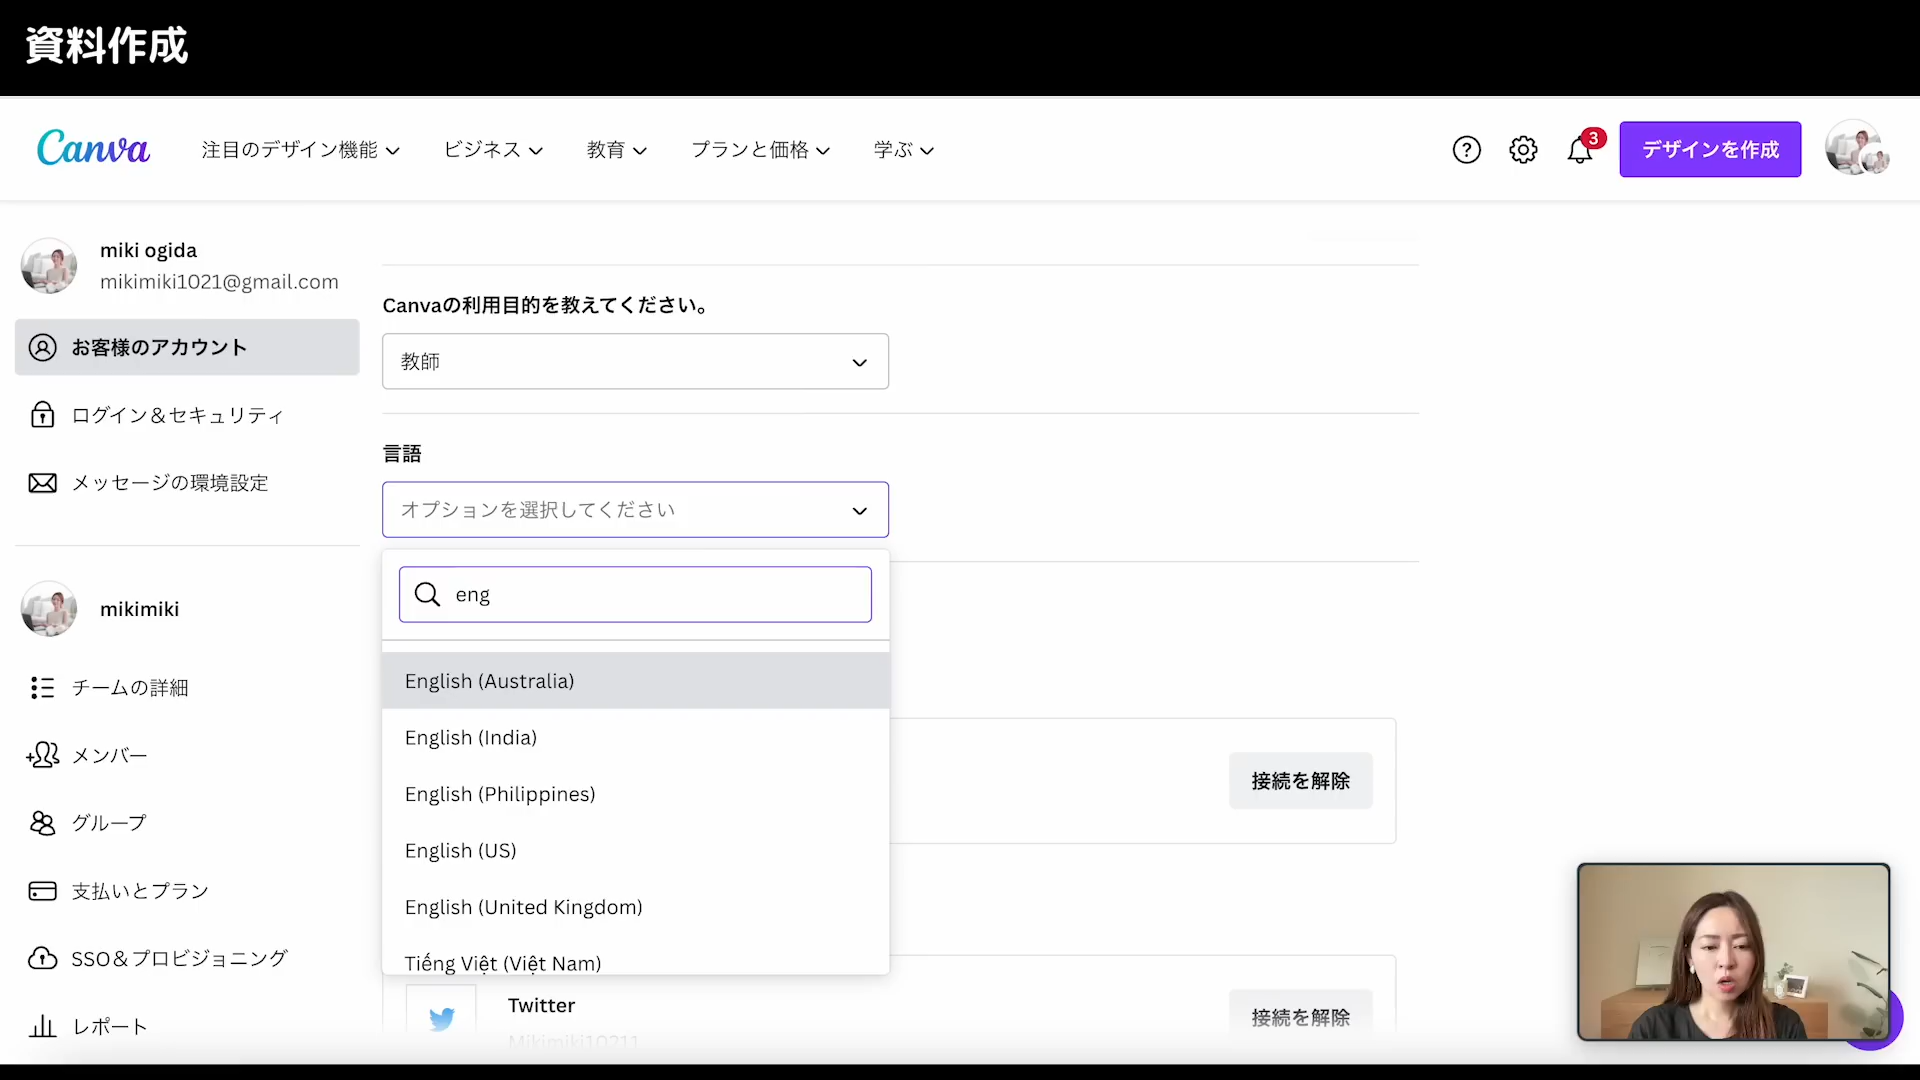 資料作成
Canva
注目のデザイン機能
ビジネス
教育
プランと価格
学ぶ
3
デザインを作成
miki ogida
mikimiki1021@gmail.com
お客様のアカウント
ログイン&セキュリティ
メッセージの環境設定
mikimiki
チームの詳細
メンバー
グループ
支払いとプラン
SSO&プロビジョニング
レポート
Canvaの利用目的を教えてください。
教師
言語
オプションを選択してください
eng
English (Australia)
English (India)
English (Philippines)
English (US)
English (United Kingdom)
Tiếng Việt (Việt Nam)
接続を解除
Twitter
接続を解除
Mikimiki10211